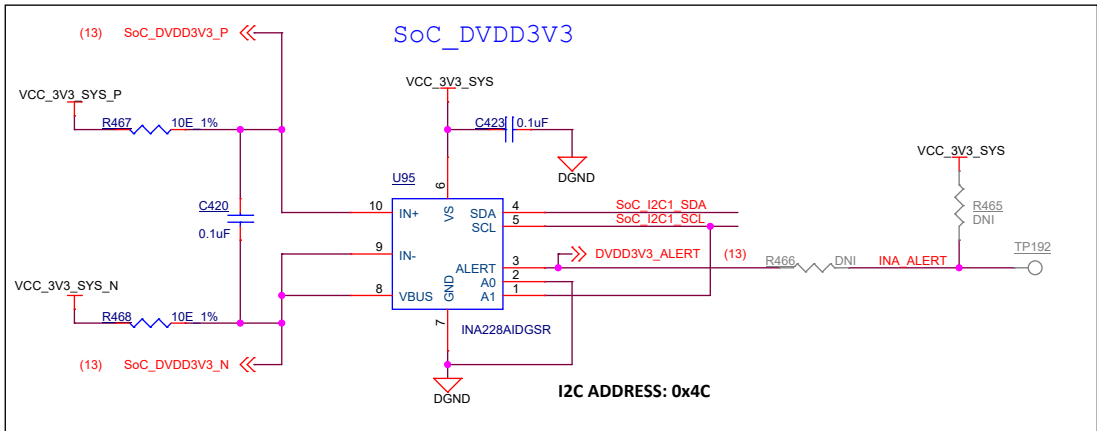 (13) SoC_DVDD3V3_P
SoC_DVDD3V3
VCC_3V3_SYS
VCC_3V3_SYS_P
R467 10E_1%
C423 0.1uF
VCC_3V3_SYS
DGND
U95
6
C420
0.1uF
10 IN+ VS SDA 4 SoC_I2C1_SDA
SCL 5 SoC_I2C1_SCL
R465
DNI
9 IN-
DVDD3V3_ALERT (13)
TP192
ALERT 3
R466 DNI INA_ALERT
A0 2
8 VBUS GND A1 1
VCC_3V3_SYS_N
R468 10E_1%
7
INA228AIDGSR
(13) SoC_DVDD3V3_N
DGND
I2C ADDRESS: 0x4C